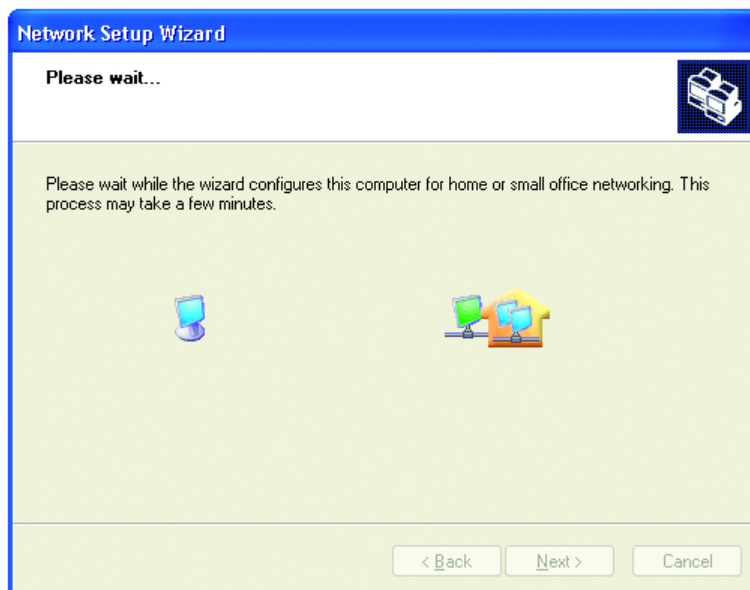 Network Setup Wizard
Please wait...
Please wait while the wizard configures this computer for home or small office networking. This
process may take a few minutes.
< Back
Next >
Cancel